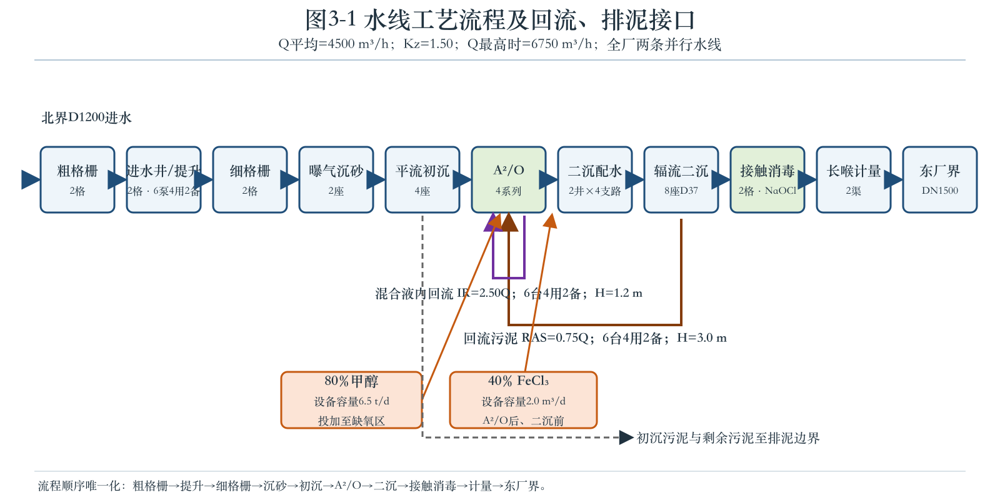 图3-1 水线工艺流程及回流、排泥接口
Q平均=4500 m³/h；Kz=1.50；Q最高时=6750 m³/h；全厂两条并行水线
北界D1200进水
粗格栅
2格
进水井/提升
2格 · 6泵4用2备
细格栅
2格
曝气沉砂
2座
平流初沉
4座
A²/O
4系列
二沉配水
2井×4支路
辐流二沉
8座D37
接触消毒
2格 · NaOCl
长喉计量
2渠
东厂界
DN1500
混合液内回流 IR=2.50Q；6台4用2备；H=1.2 m
回流污泥 RAS=0.75Q；6台4用2备；H=3.0 m
80%甲醇
设备容量6.5 t/d
投加至缺氧区
40% FeCl₃
设备容量2.0 m³/d
A²/O后、二沉前
初沉污泥与剩余污泥至排泥边界
流程顺序唯一化：粗格栅→提升→细格栅→沉砂→初沉→A²/O→二沉→接触消毒→计量→东厂界。